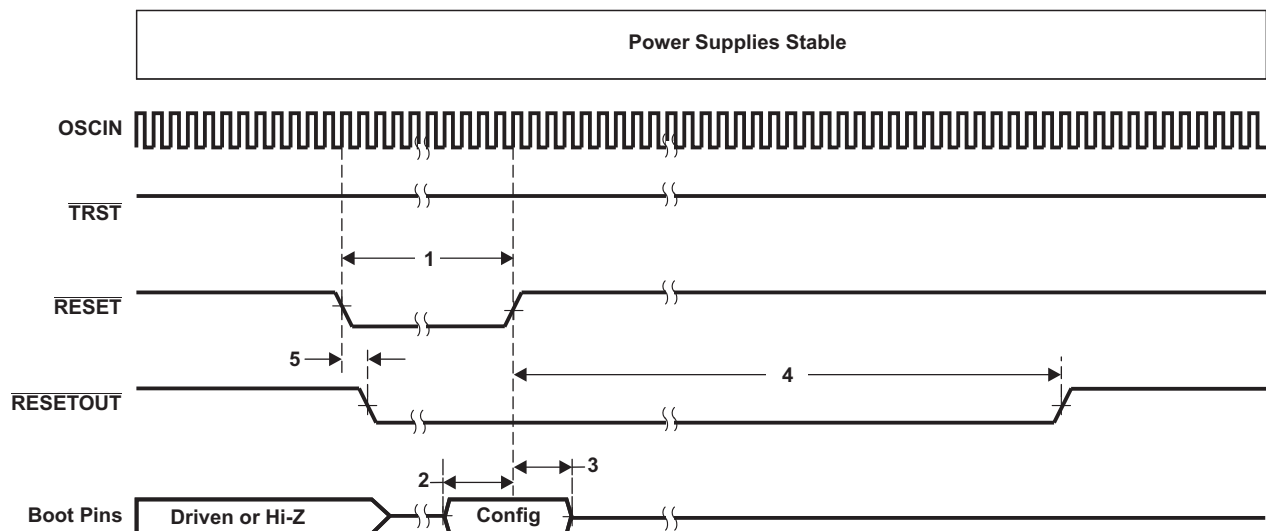 Power Supplies Stable
OSCIN
TRST
1
RESET
5
4
RESETOUT
2
3
Boot Pins
Driven or Hi-Z
Config